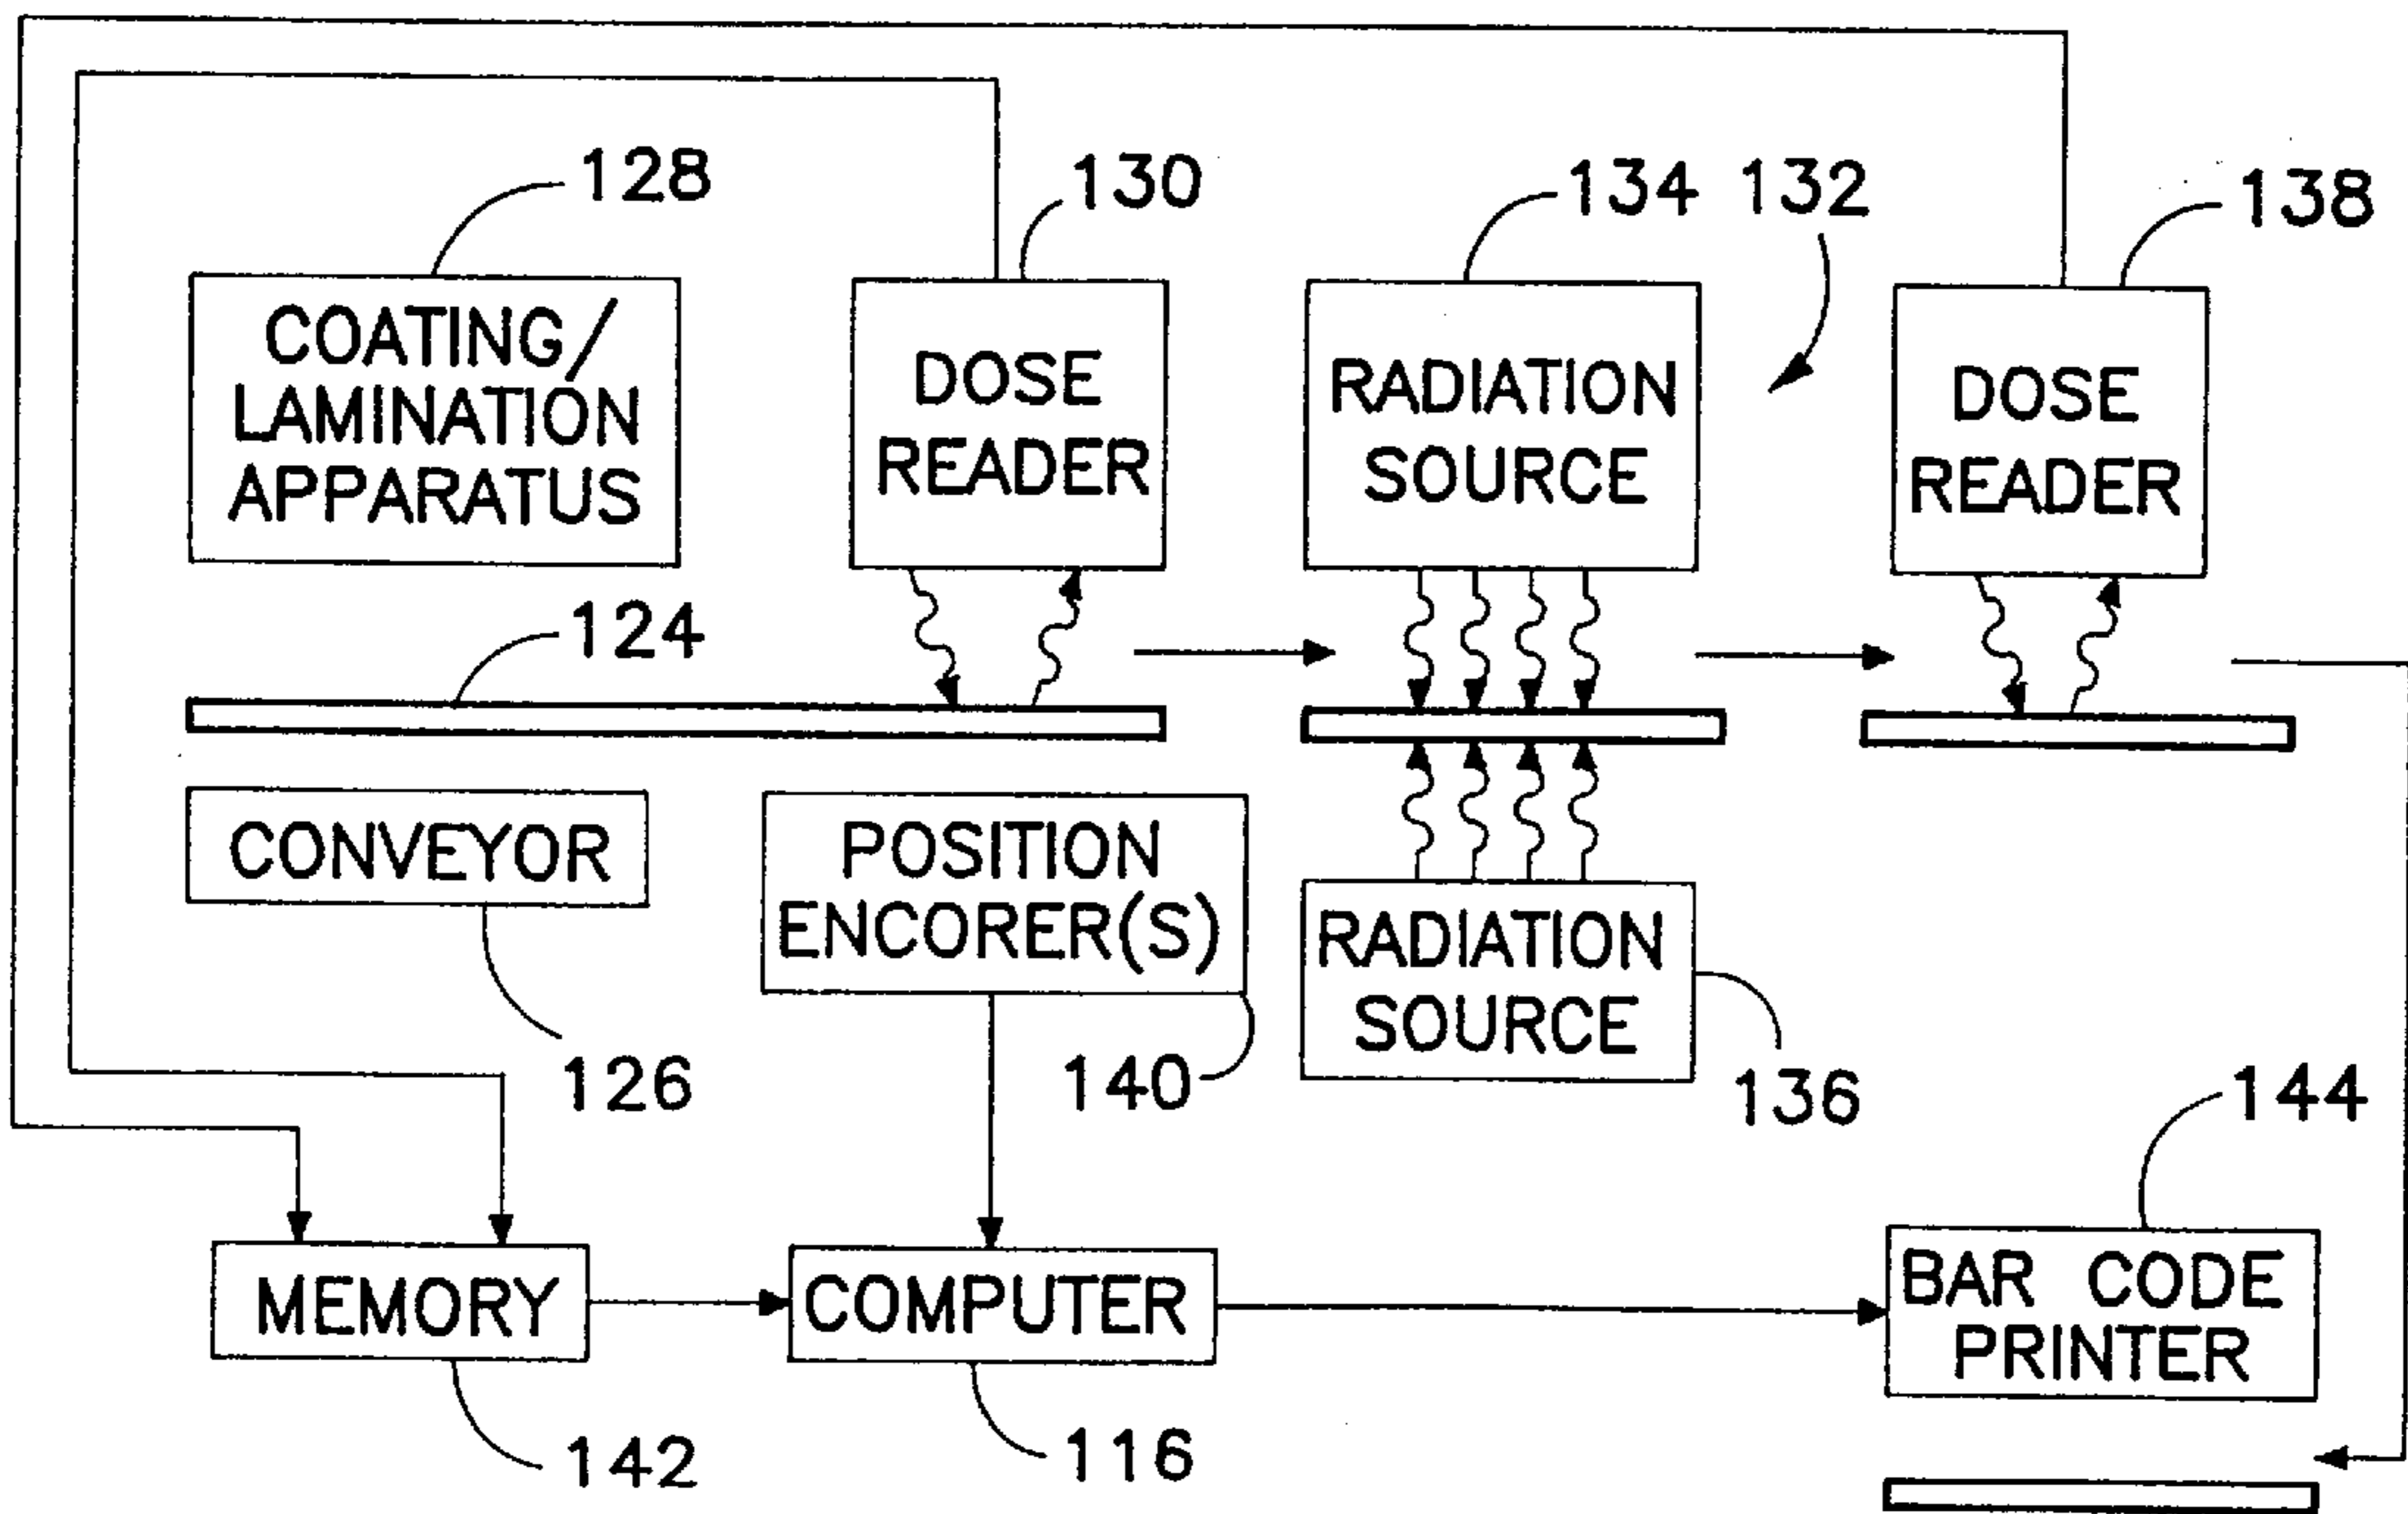 128
130
134
132
138
COATING/
LAMINATION
APPARATUS
DOSE
READER
RADIATION
SOURCE
DOSE
READER
124
CONVEYOR
POSITION
ENCORER(S)
RADIATION
SOURCE
126
140
136
144
MEMORY
COMPUTER
BAR CODE
PRINTER
142
116